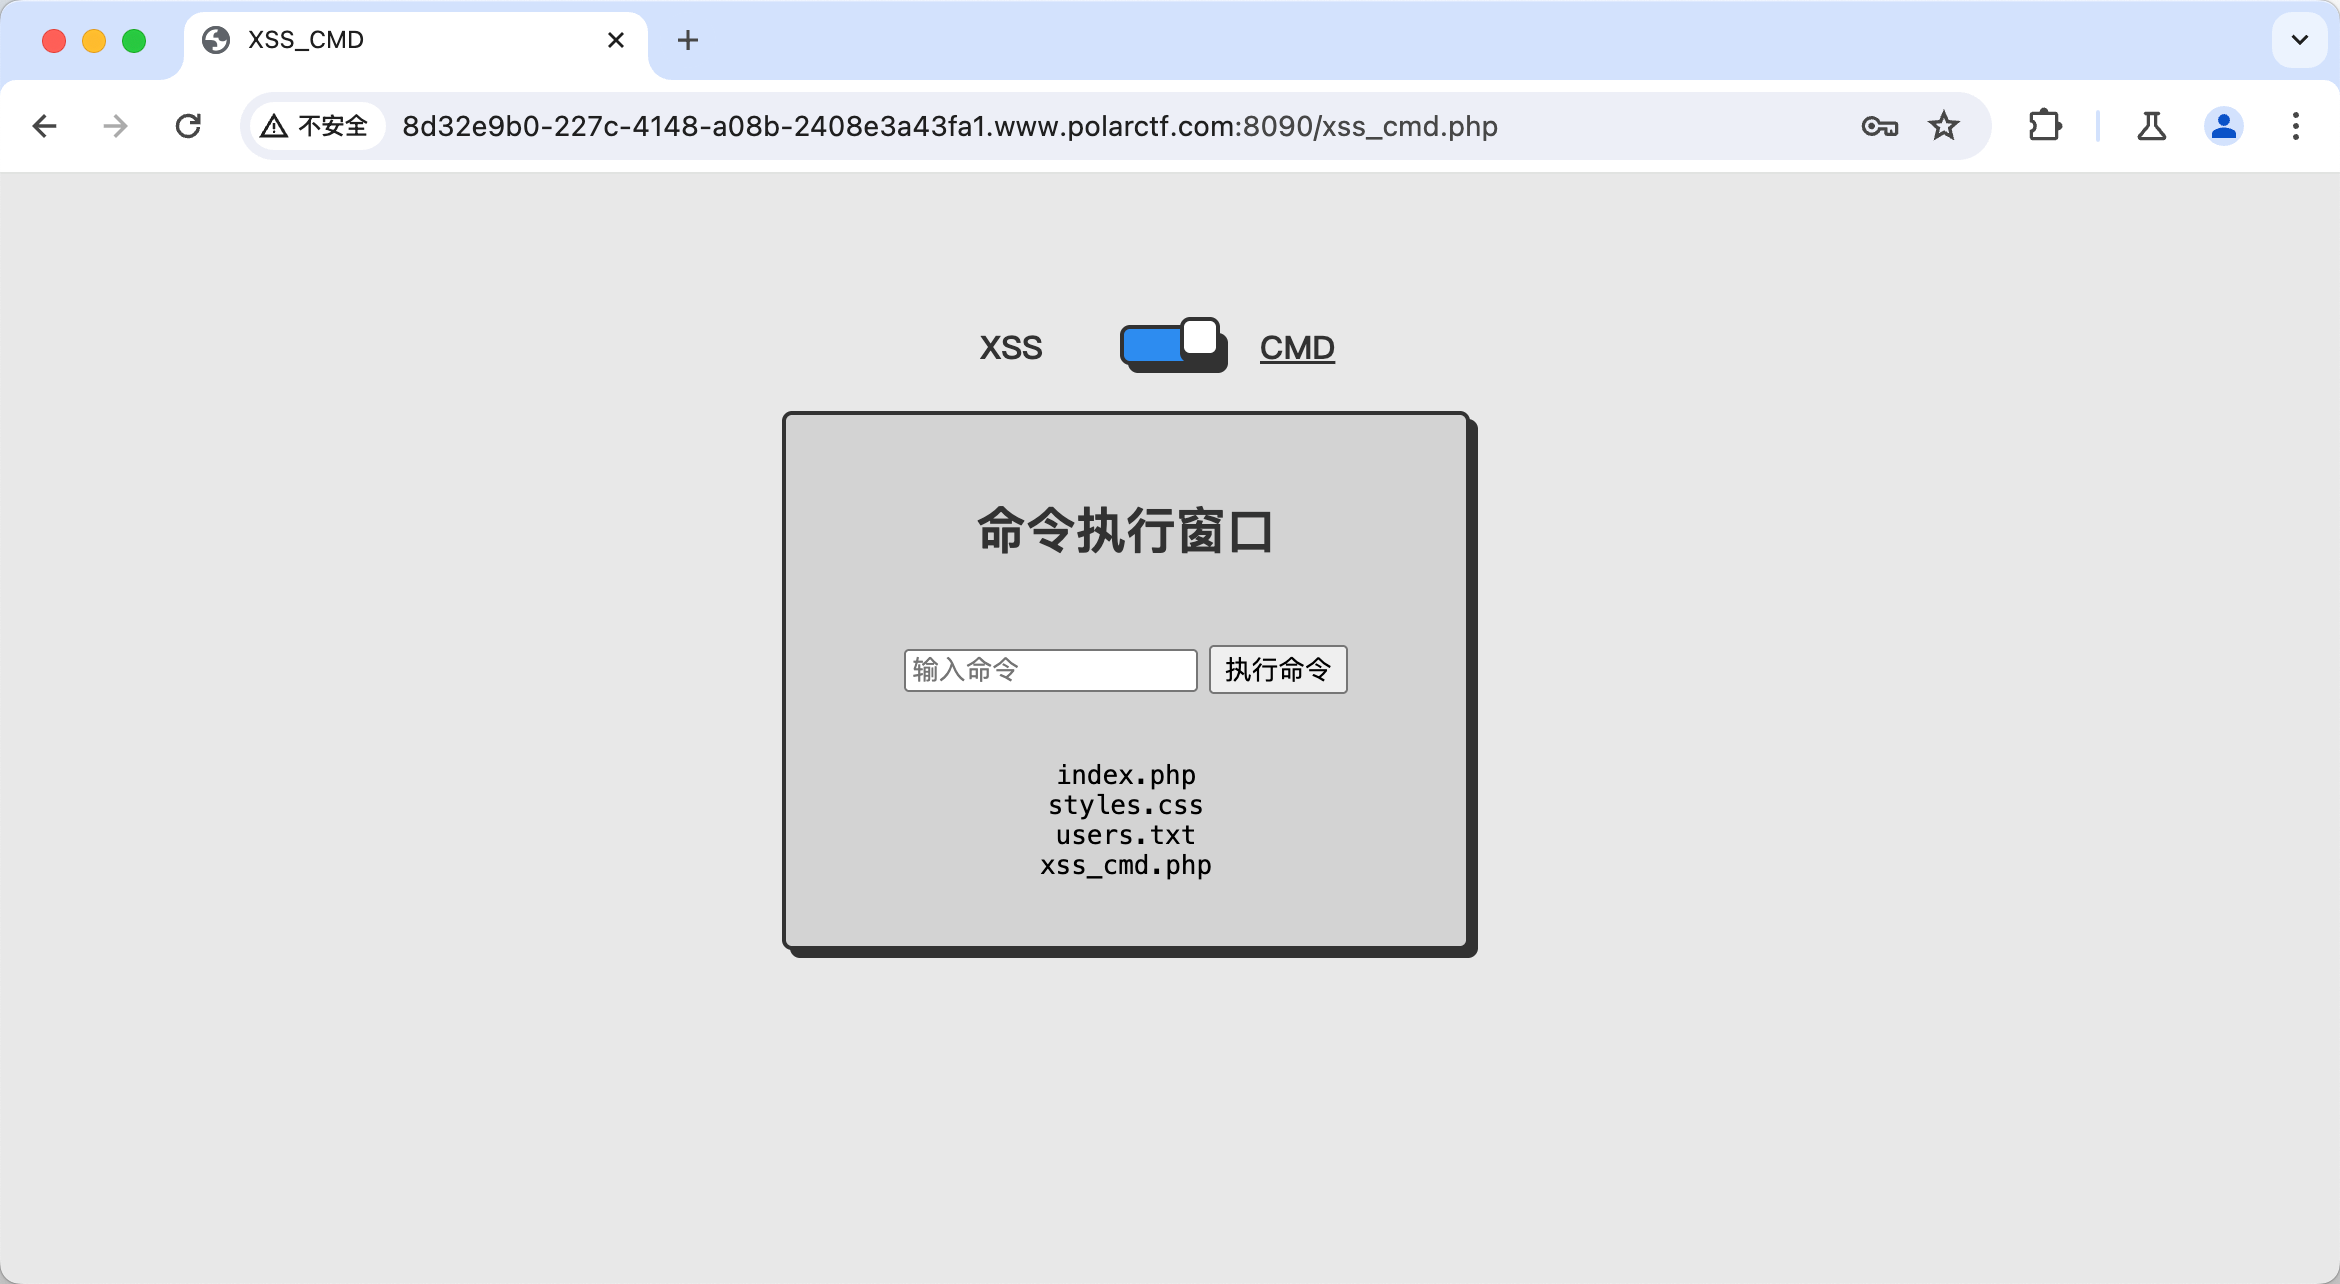 XSS_CMD
不安全
8d32e9b0-227c-4148-a08b-2408e3a43fa1.www.polarctf.com:8090/xss_cmd.php
XSS
CMD
命令执行窗口
输入命令
执行命令
index.php
styles.css
users.txt
xss_cmd.php